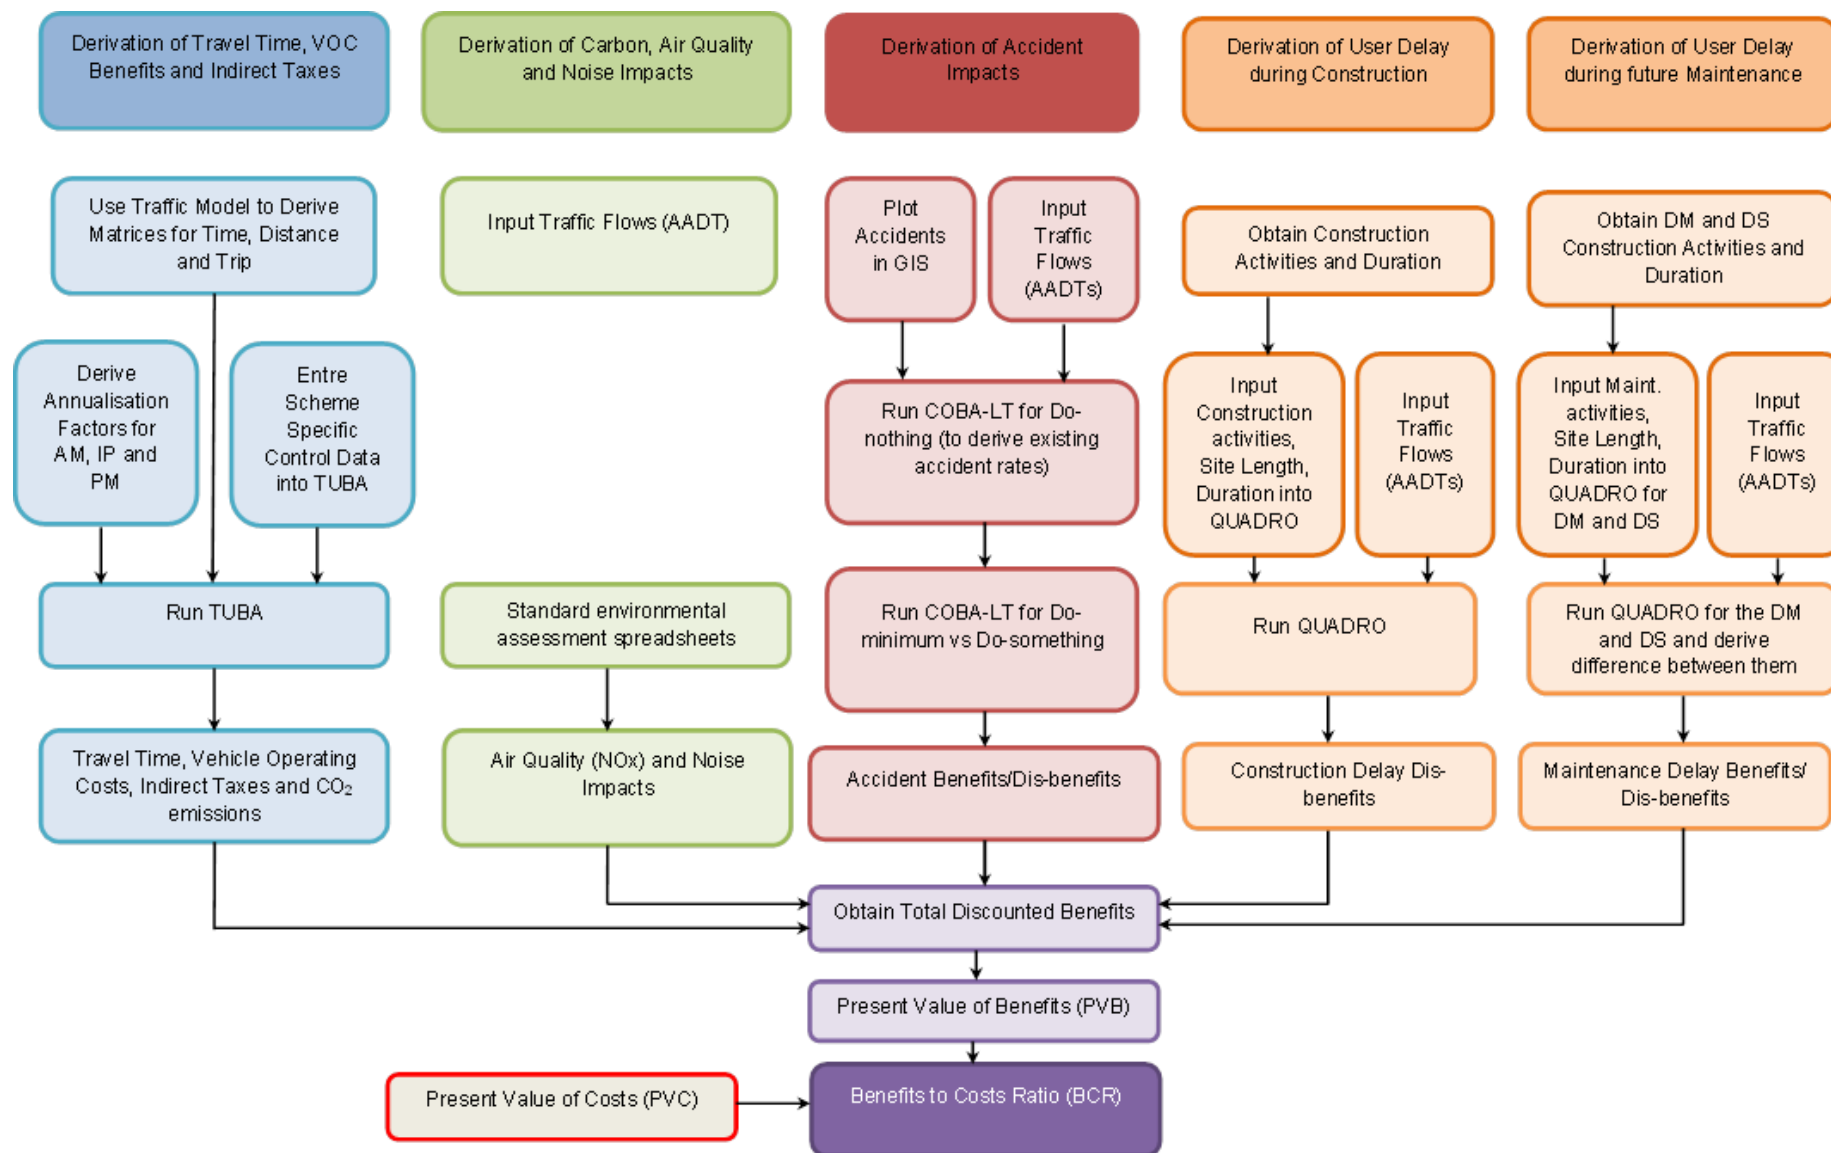 Derivation of Travel Time, VOC
Benefits and Indirect Taxes
Derivation of Carbon, Air Quality
and Noise Impacts
Derivation of Accident
Impacts
Derivation of User Delay
during Construction
Derivation of User Delay
during future Maintenance
Use Traffic Model to Derive
Matrices for Time, Distance
and Trip
Input Traffic Flows (AADT)
Plot
Accidents
in GIS
Input
Traffic
Flows
(AADTs)
Obtain Construction
Activities and Duration
Obtain DM and DS
Construction Activities and
Duration
Derive
Annualisation
Factors for
AM, IP and
PM
Entre
Scheme
Specific
Control Data
into TUBA
Run COBA-LT for Do-
nothing (to derive existing
accident rates)
Input
Construction
activities,
Site Length,
Duration into
QUADRO
Input
Traffic
Flows
(AADTs)
Input Maint.
activities,
Site Length,
Duration into
QUADRO for
DM and DS
Input
Traffic
Flows
(AADTs)
Run TUBA
Standard environmental
assessment spreadsheets
Run COBA-LT for Do-
minimum vs Do-something
Run QUADRO
Run QUADRO for the DM
and DS and derive
difference between them
Travel Time, Vehicle Operating
Costs, Indirect Taxes and CO₂
emissions
Air Quality (NOx) and Noise
Impacts
Accident Benefits/Dis-benefits
Construction Delay Dis-
benefits
Maintenance Delay Benefits/
Dis-benefits
Obtain Total Discounted Benefits
Present Value of Benefits (PVB)
Present Value of Costs (PVC)
Benefits to Costs Ratio (BCR)